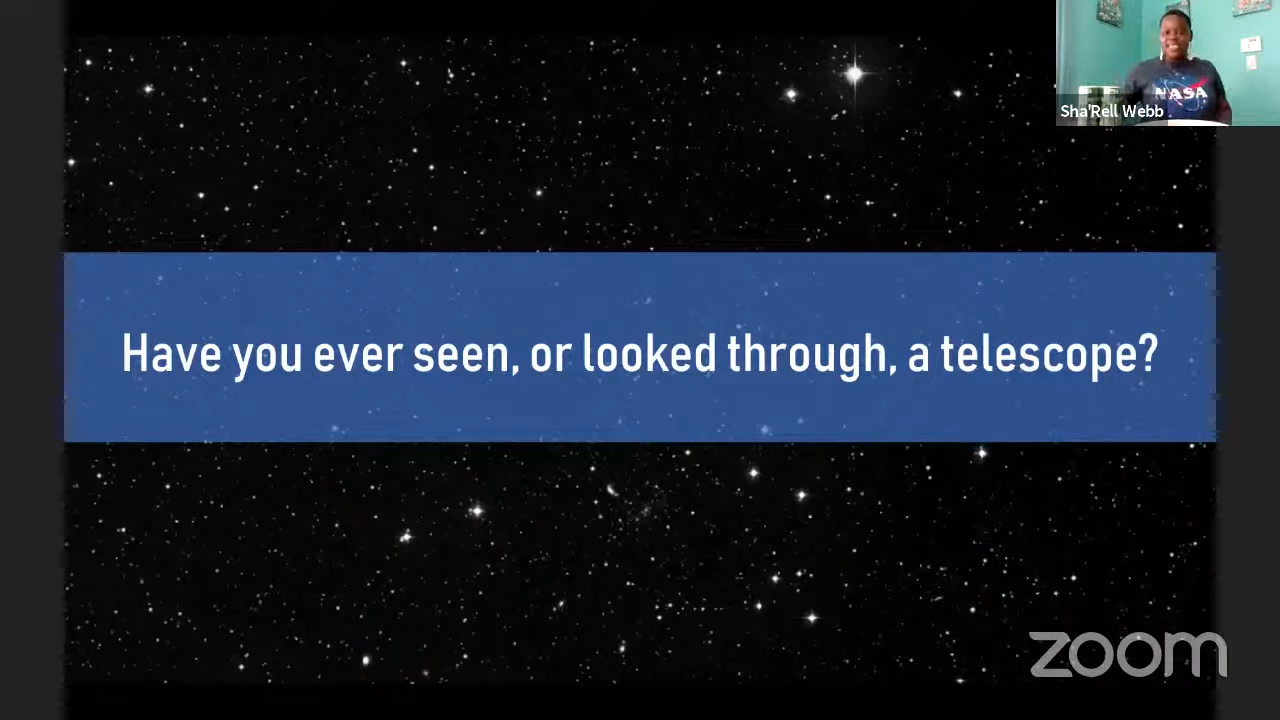 NASA
Sha'Rell Webb
Have you ever seen, or looked through, a telescope?
zoom